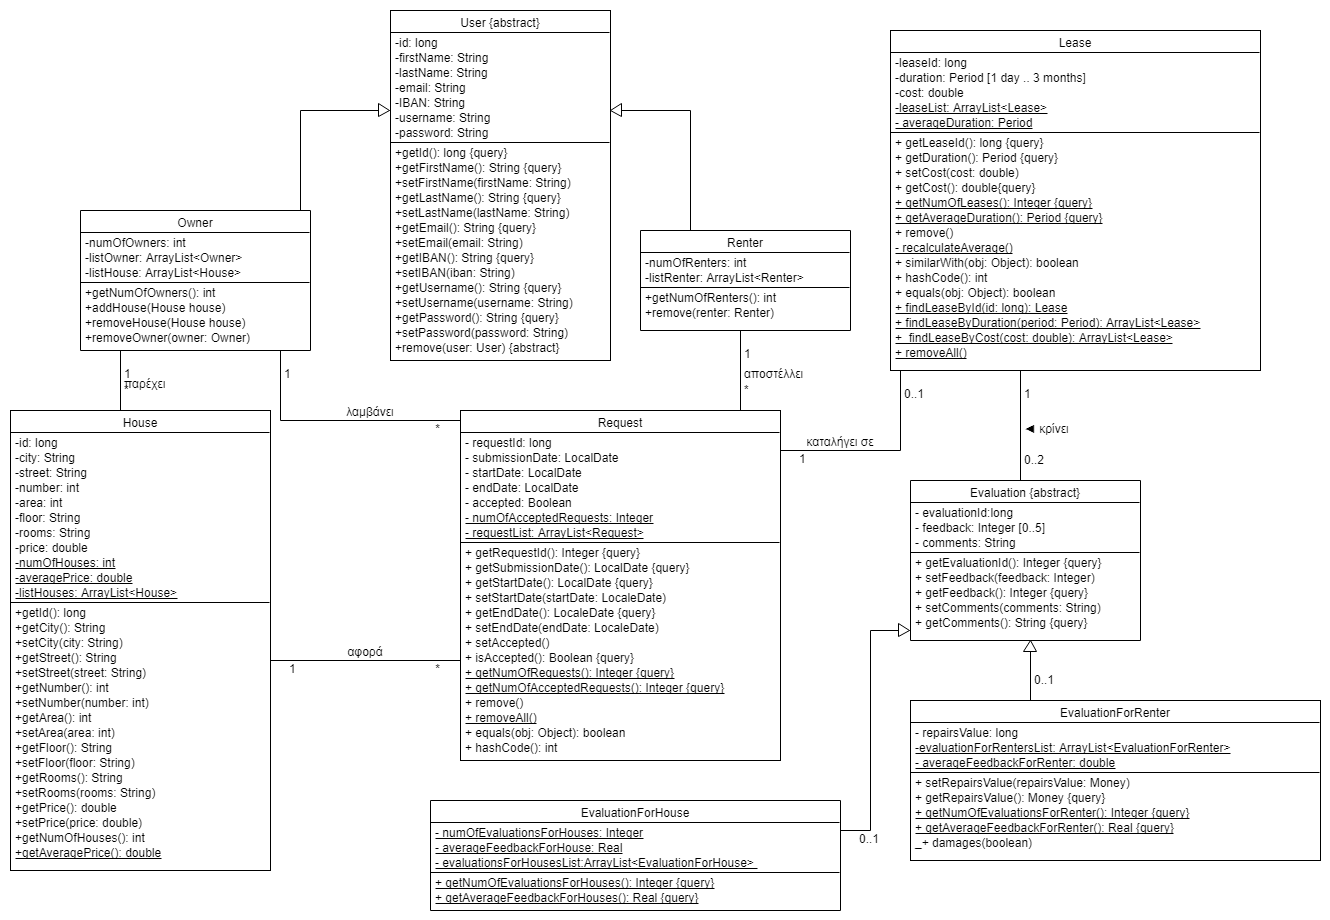 User {abstract}
-id: long
-firstName: String
-lastName: String
-email: String
-IBAN: String
-username: String
-password: String
+getId(): long {query}
+getFirstName(): String {query}
+setFirstName(firstName: String)
+getLastName(): String {query}
+setLastName(lastName: String)
+getEmail(): String {query}
+setEmail(email: String)
+getIBAN(): String {query}
+setIBAN(iban: String)
+getUsername(): String {query}
+setUsername(username: String)
+getPassword(): String {query}
+setPassword(password: String)
+remove(user: User) {abstract}
Lease
-leaseId: long
-duration: Period [1 day .. 3 months]
-cost: double
-leaseList: ArrayList<Lease>
- averageDuration: Period
+ getLeaseId(): long {query}
+ getDuration(): Period {query}
+ setCost(cost: double)
+ getCost(): double{query}
+ getNumOfLeases(): Integer {query}
+ getAverageDuration(): Period {query}
+ remove()
- recalculateAverage()
+ similarWith(obj: Object): boolean
+ hashCode(): int
+ equals(obj: Object): boolean
+ findLeaseById(id: long): Lease
+ findLeaseByDuration(period: Period): ArrayList<Lease>
+ findLeaseByCost(cost: double): ArrayList<Lease>
+ removeAll()
Owner
-numOfOwners: int
-listOwner: ArrayList<Owner>
-listHouse: ArrayList<House>
+getNumOfOwners(): int
+addHouse(House house)
+removeHouse(House house)
+removeOwner(owner: Owner)
Renter
-numOfRenters: int
-listRenter: ArrayList<Renter>
+getNumOfRenters(): int
+remove(renter: Renter)
1
παρέχει
*
1
λαμβάνει
*
1
αποστέλλει
*
0..1
καταλήγει σε
1
1
κρίνει
0..2
House
-id: long
-city: String
-street: String
-number: int
-area: int
-floor: String
-rooms: String
-price: double
-numOfHouses: int
-averagePrice: double
-listHouses: ArrayList<House>
+getId(): long
+getCity(): String
+setCity(city: String)
+getStreet(): String
+setStreet(street: String)
+getNumber(): int
+setNumber(number: int)
+getArea(): int
+setArea(area: int)
+getFloor(): String
+setFloor(floor: String)
+getRooms(): String
+setRooms(rooms: String)
+getPrice(): double
+setPrice(price: double)
+getNumOfHouses(): int
+getAveragePrice(): double
αφορά
1
*
Request
- requestId: long
- submissionDate: LocalDate
- startDate: LocalDate
- endDate: LocalDate
- accepted: Boolean
- numOfAcceptedRequests: Integer
- requestList: ArrayList<Request>
+ getRequestId(): Integer {query}
+ getSubmissionDate(): LocalDate {query}
+ getStartDate(): LocalDate {query}
+ setStartDate(startDate: LocaleDate)
+ getEndDate(): LocaleDate {query}
+ setEndDate(endDate: LocaleDate)
+ setAccepted()
+ isAccepted(): Boolean {query}
+ getNumOfRequests(): Integer {query}
+ getNumOfAcceptedRequests(): Integer {query}
+ remove()
+ removeAll()
+ equals(obj: Object): boolean
+ hashCode(): int
Evaluation {abstract}
- evaluationId:long
- feedback: Integer [0..5]
- comments: String
+ getEvaluationId(): Integer {query}
+ setFeedback(feedback: Integer)
+ getFeedback(): Integer {query}
+ setComments(comments: String)
+ getComments(): String {query}
0..1
EvaluationForRenter
- repairsValue: long
-evaluationForRentersList: ArrayList<EvaluationForRenter>
- averageFeedbackForRenter: double
+ setRepairsValue(repairsValue: Money)
+ getRepairsValue(): Money {query}
+ getNumOfEvaluationsForRenter(): Integer {query}
+ getAverageFeedbackForRenter(): Real {query}
_+ damages(boolean)
EvaluationForHouse
- numOfEvaluationsForHouses: Integer
- averageFeedbackForHouse: Real
- evaluationsForHousesList:ArrayList<EvaluationForHouse>
+ getNumOfEvaluationsForHouses(): Integer {query}
+ getAverageFeedbackForHouses(): Real {query}
0..1